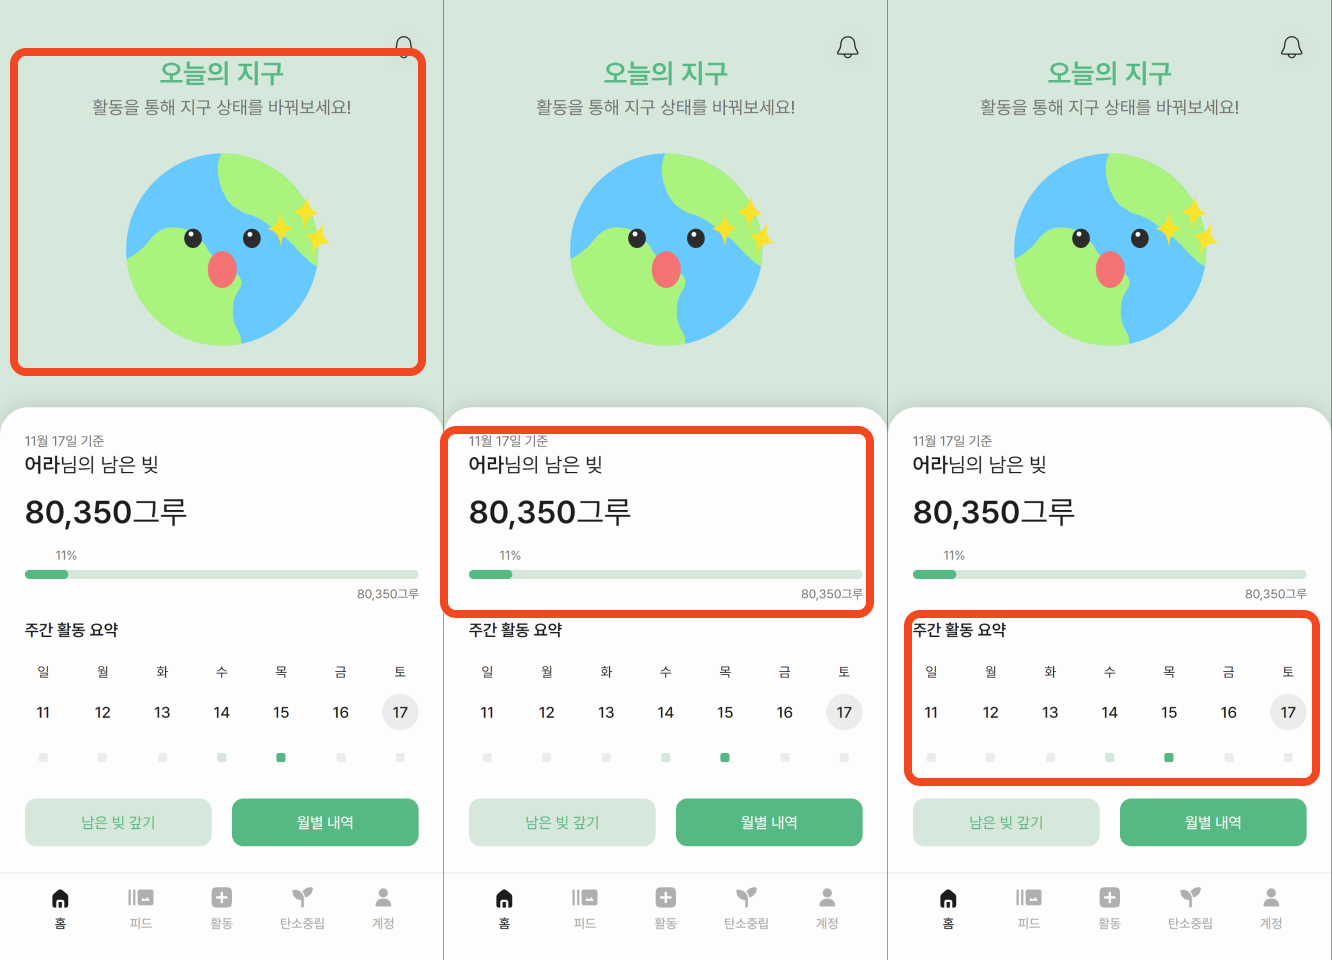 오늘의 지구
활동을 통해 지구 상태를 바꿔보세요!
11월 17일 기준
어라님의 남은 빚
80,350그루
11%
80,350그루
주간 활동 요약
일 월 화 수 목 금 토
11 12 13 14 15 16 17
남은 빚 갚기 월별 내역
홈 피드 활동 탄소중립 계정
오늘의 지구
활동을 통해 지구 상태를 바꿔보세요!
11월 17일 기준
어라님의 남은 빚
80,350그루
11%
80,350그루
주간 활동 요약
일 월 화 수 목 금 토
11 12 13 14 15 16 17
남은 빚 갚기 월별 내역
홈 피드 활동 탄소중립 계정
오늘의 지구
활동을 통해 지구 상태를 바꿔보세요!
11월 17일 기준
어라님의 남은 빚
80,350그루
11%
80,350그루
주간 활동 요약
일 월 화 수 목 금 토
11 12 13 14 15 16 17
남은 빚 갚기 월별 내역
홈 피드 활동 탄소중립 계정